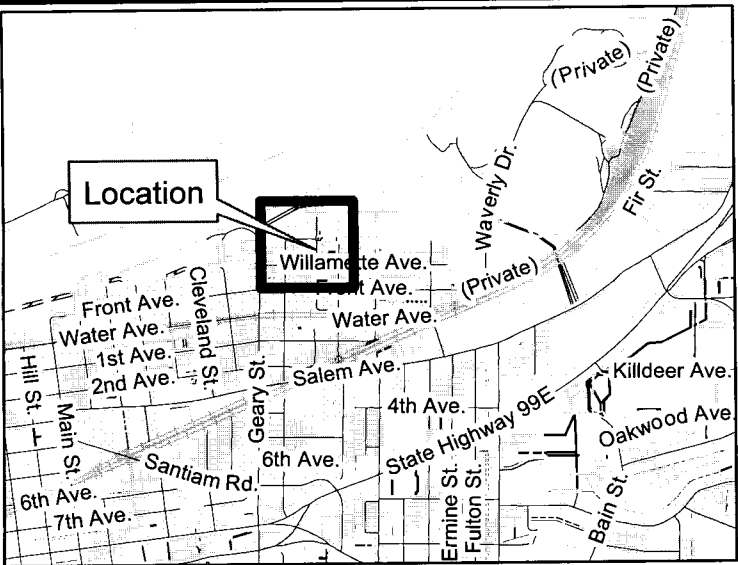 (Private)
(Private)
Location
Waverly Dr.
Fir St.
Willamette Ave.
Front Ave.
Cleveland St.
(Private)
Front Ave.
Water Ave.
Water Ave.
1st Ave.
2nd Ave.
Hill St.
Main St.
Geary St.
Salem Ave.
Killdeer Ave.
4th Ave.
State Highway 99E
Oakwood Ave.
Santiam Rd.
6th Ave.
6th Ave.
7th Ave.
Ermine St.
Fulton St.
Bain St.